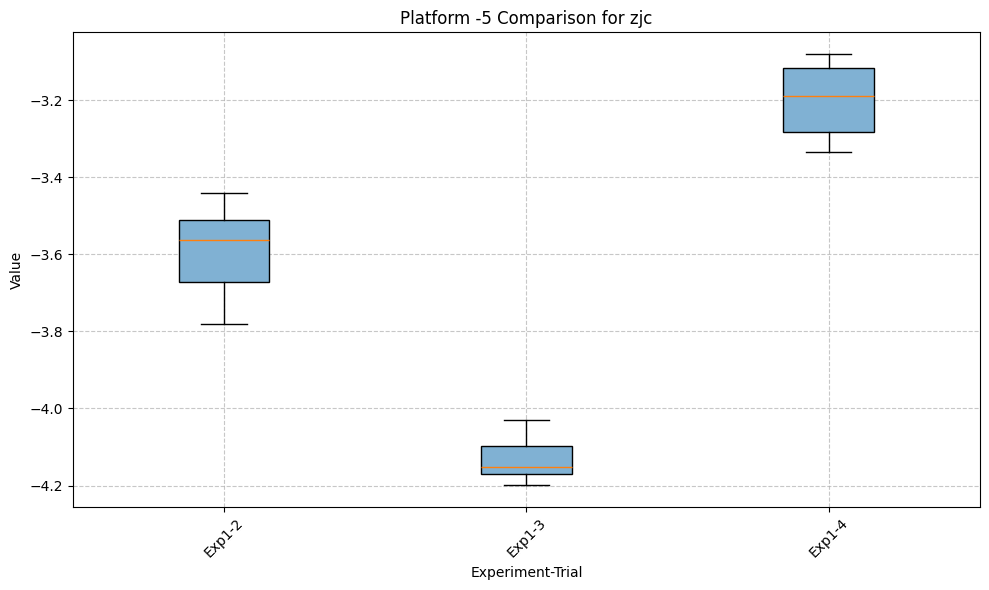 Platform -5 Comparison for zjc
Value
−3.2
−3.4
−3.6
−3.8
−4.0
−4.2
Exp1-2
Exp1-3
Exp1-4
Experiment-Trial